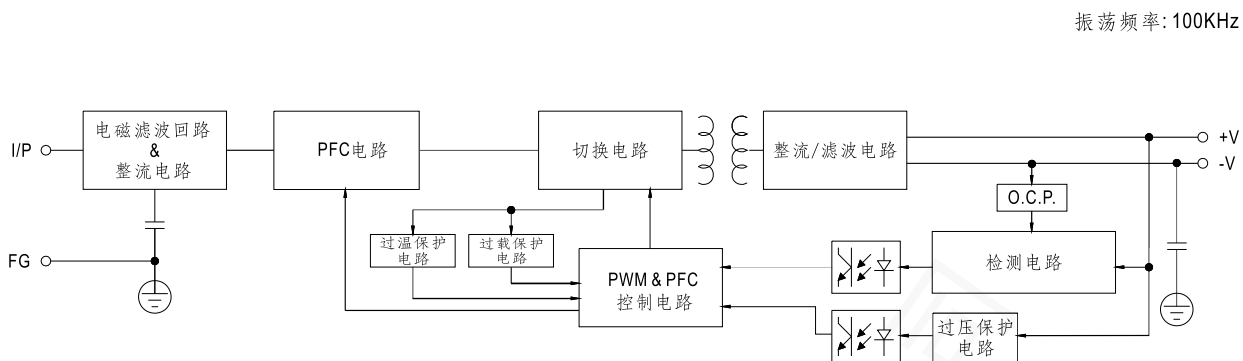 振荡频率: 100KHz
I/P
电磁滤波回路
&
整流电路
PFC电路
切换电路
整流/滤波电路
+V
-V
O.C.P.
FG
过温保护
电路
过载保护
电路
PWM & PFC
控制电路
检测电路
过压保护
电路